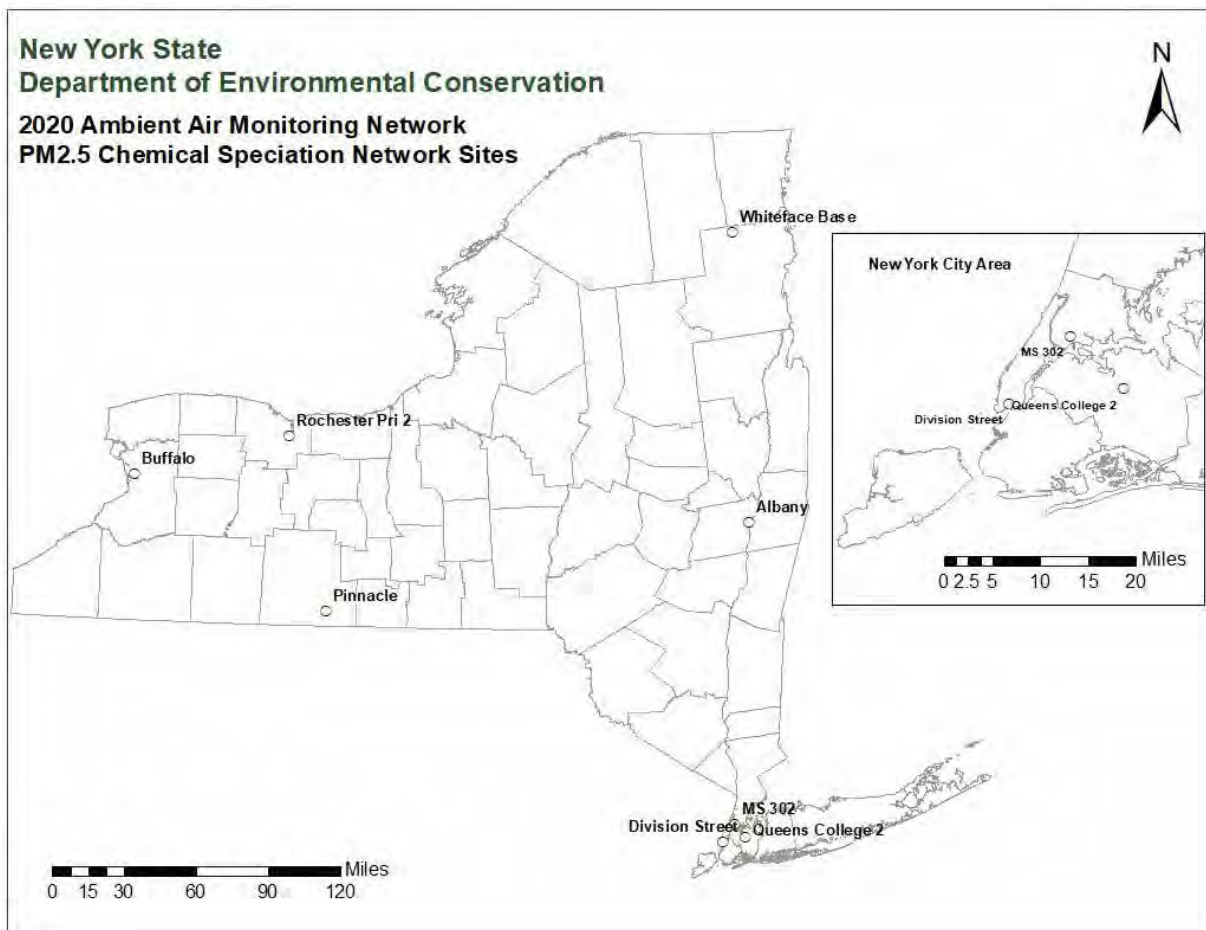 New York State
Department of Environmental Conservation
2020 Ambient Air Monitoring Network
PM2.5 Chemical Speciation Network Sites
N
Whiteface Base
New York City Area
MS 302
Queens College 2
Division Street
Miles
0 2.5 5 10 15 20
Rochester Pri 2
Buffalo
Albany
Pinnacle
MS 302
Division Street
Queens College 2
Miles
0 15 30 60 90 120